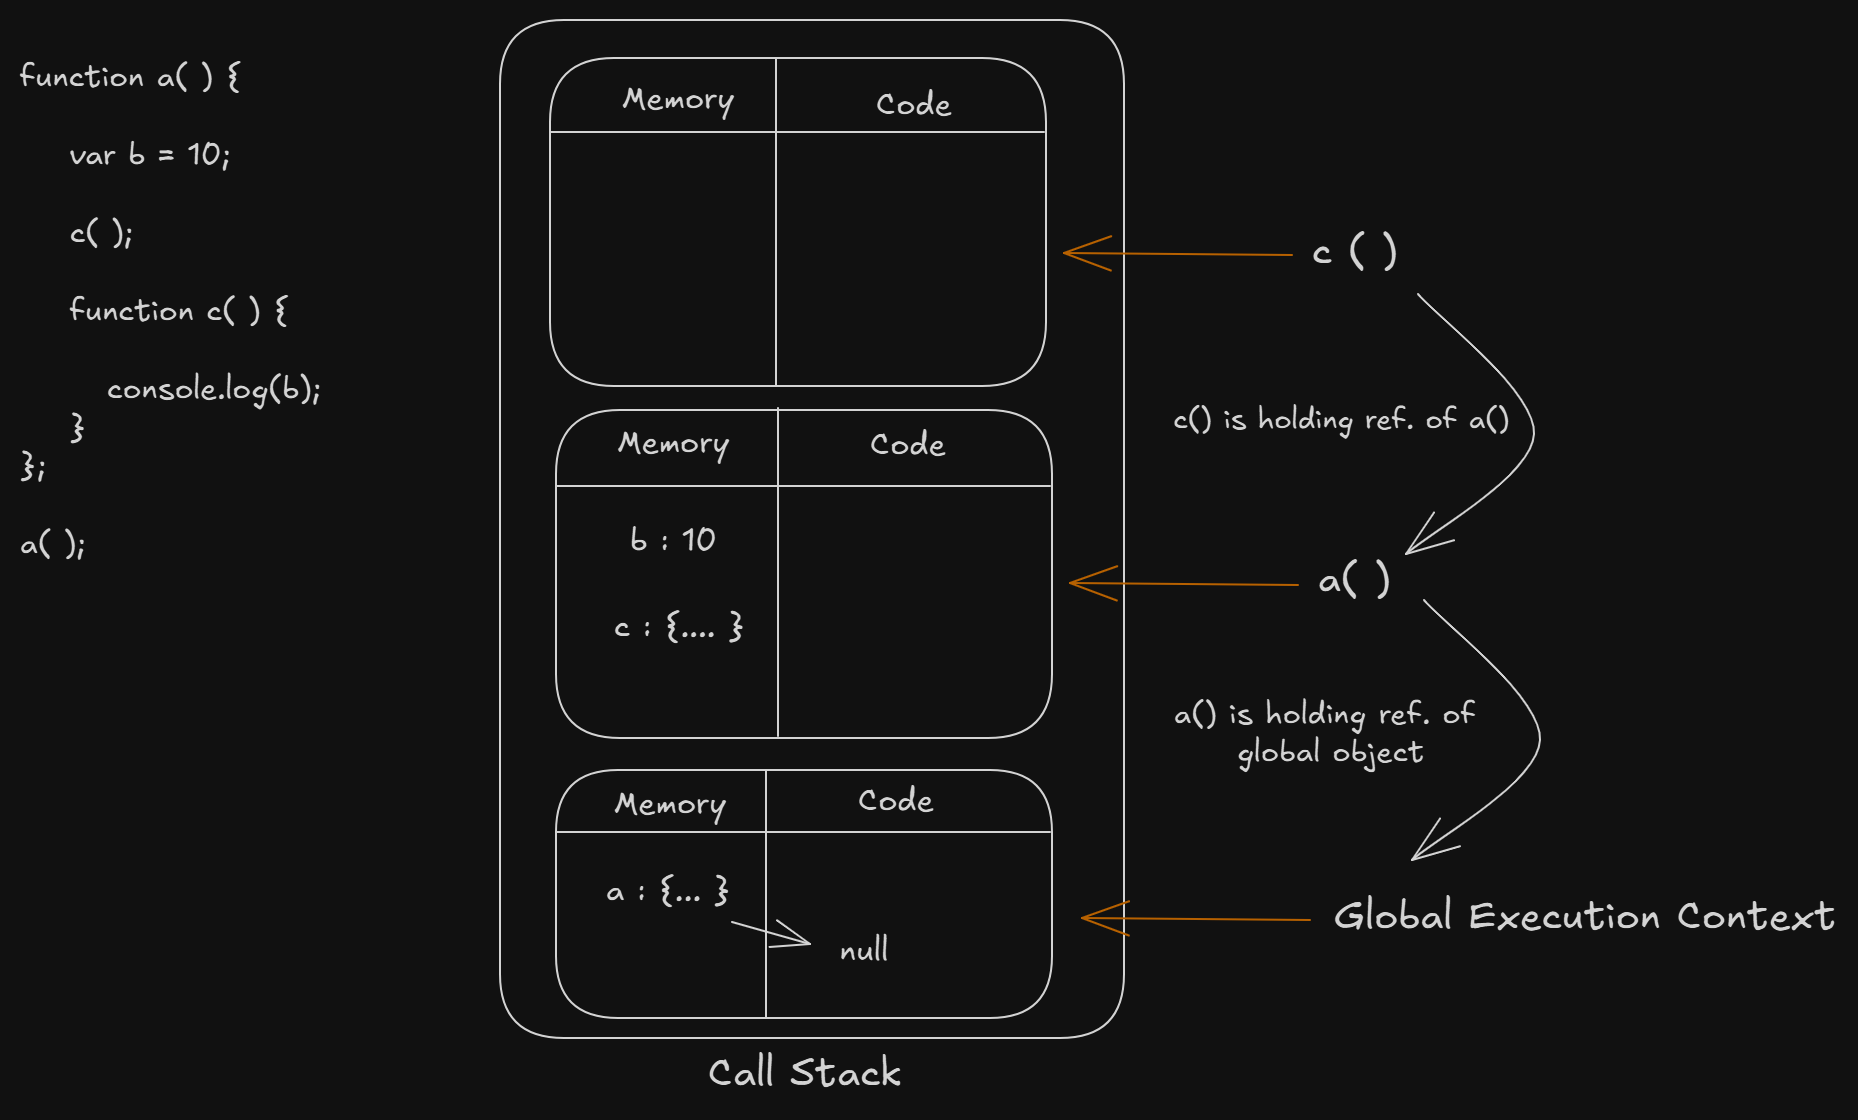 function a( ) {
var b = 10;
c( );
function c( ) {
console.log(b);
}
};
a( );
Memory
Code
c ( )
c() is holding ref. of a()
Memory
Code
b : 10
c : {.... }
a( )
a() is holding ref. of
global object
Memory
Code
a : {... }
null
Global Execution Context
Call Stack